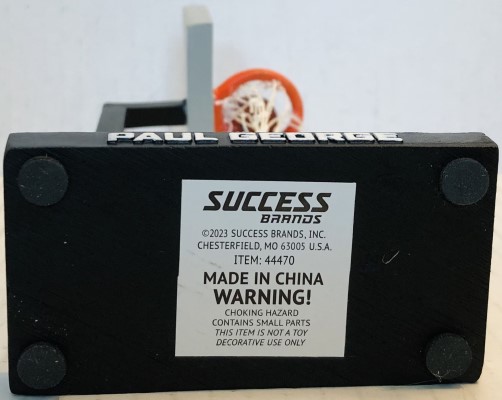 PAUL GEORGE
SUCCESS
BRANDS
©2023 SUCCESS BRANDS, INC.
CHESTERFIELD, MO 63005 U.S.A.
ITEM: 44470
MADE IN CHINA
WARNING!
CHOKING HAZARD
CONTAINS SMALL PARTS
THIS ITEM IS NOT A TOY
DECORATIVE USE ONLY